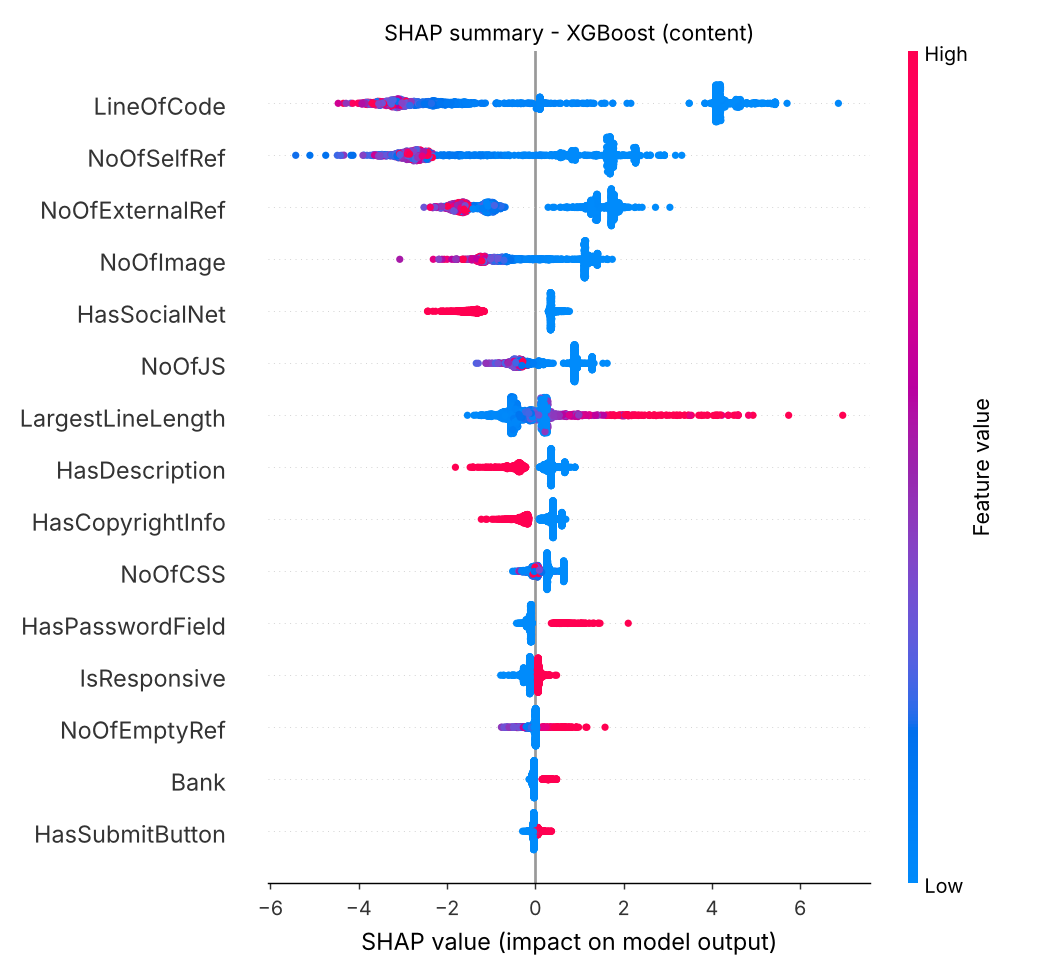 SHAP summary - XGBoost (content)
High
LineOfCode
NoOfSelfRef
NoOfExternalRef
NoOfImage
HasSocialNet
NoOfJS
LargestLineLength
HasDescription
HasCopyrightInfo
NoOfCSS
HasPasswordField
IsResponsive
NoOfEmptyRef
Bank
HasSubmitButton
Feature value
Low
−6 −4 −2 0 2 4 6
SHAP value (impact on model output)